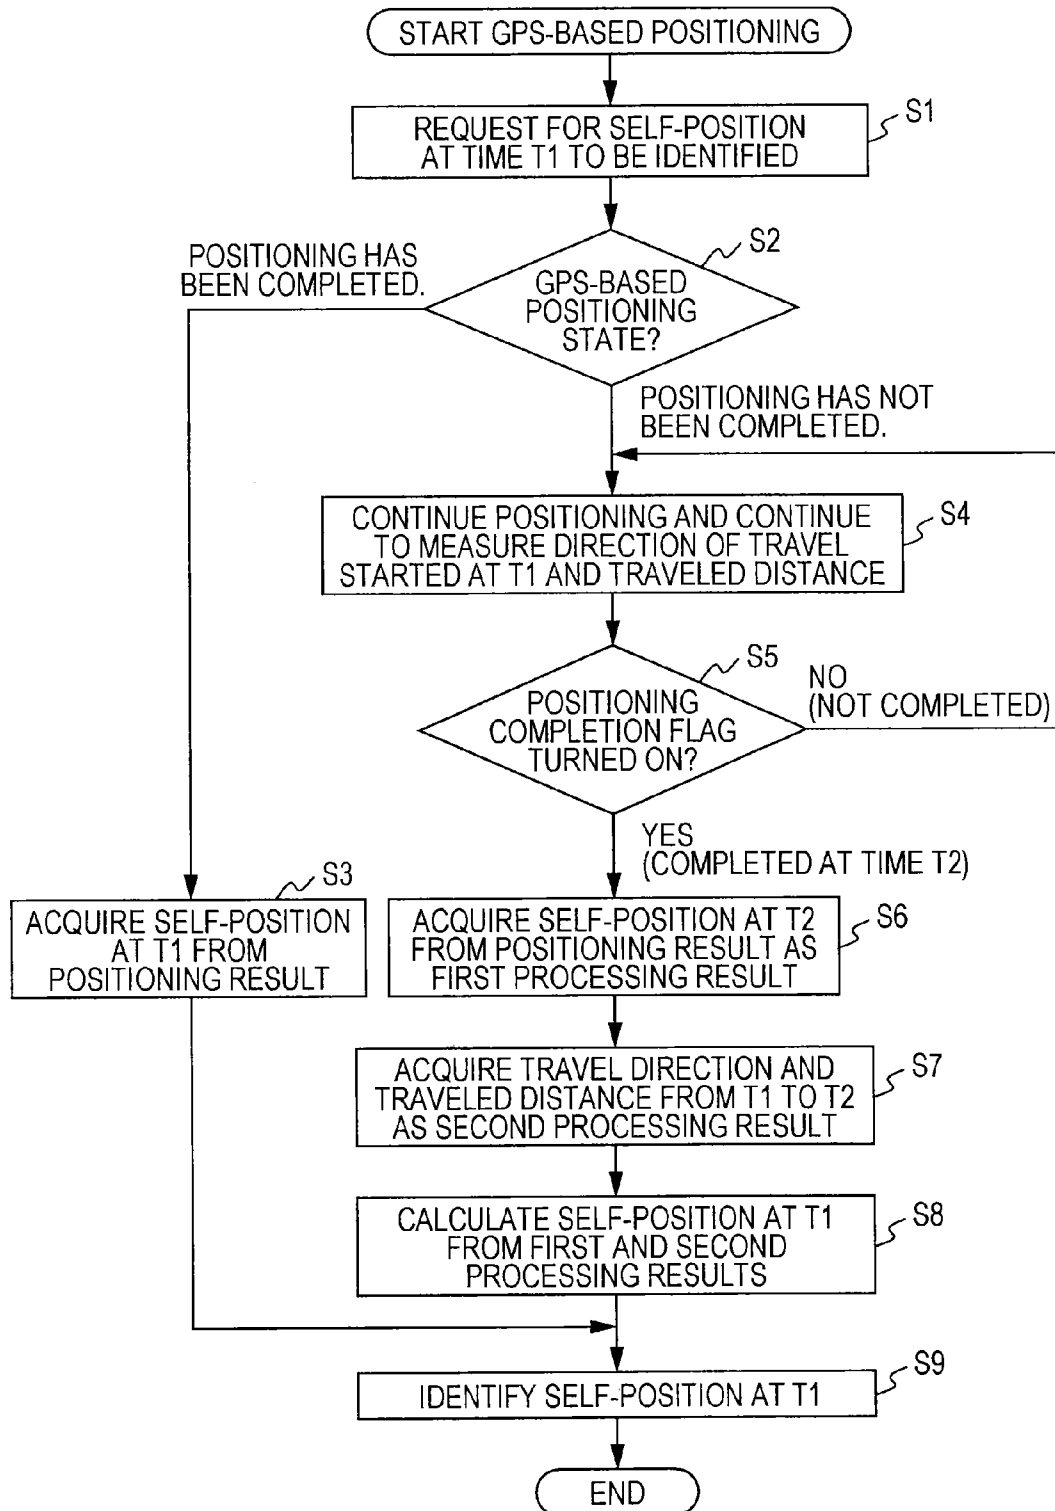 START GPS-BASED POSITIONING
S1
REQUEST FOR SELF-POSITION
AT TIME T1 TO BE IDENTIFIED
S2
POSITIONING HAS
BEEN COMPLETED.
GPS-BASED
POSITIONING
STATE?
POSITIONING HAS NOT
BEEN COMPLETED.
S4
CONTINUE POSITIONING AND CONTINUE
TO MEASURE DIRECTION OF TRAVEL
STARTED AT T1 AND TRAVELED DISTANCE
S5
POSITIONING
COMPLETION FLAG
TURNED ON?
NO
(NOT COMPLETED)
YES
(COMPLETED AT TIME T2)
S3
ACQUIRE SELF-POSITION
AT T1 FROM
POSITIONING RESULT
S6
ACQUIRE SELF-POSITION AT T2
FROM POSITIONING RESULT AS
FIRST PROCESSING RESULT
S7
ACQUIRE TRAVEL DIRECTION AND
TRAVELED DISTANCE FROM T1 TO T2
AS SECOND PROCESSING RESULT
S8
CALCULATE SELF-POSITION AT T1
FROM FIRST AND SECOND
PROCESSING RESULTS
S9
IDENTIFY SELF-POSITION AT T1
END